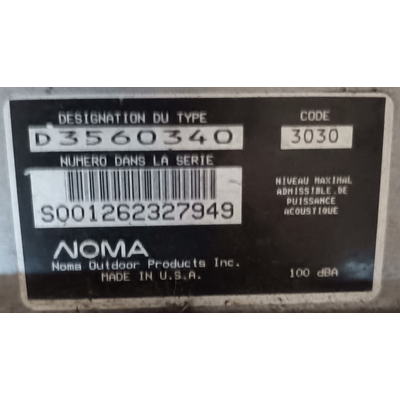 DESIGNATION DU TYPE
D3560340
CODE
3030
NUMERO DANS LA SERIE
S001262327949
NIVEAU MAXIMAL
ADMISSIBLE.DE
PUISSANCE
ACOUSTIQUE
NOMA
Noma Outdoor Products Inc.
MADE IN U.S.A.
100 dBA